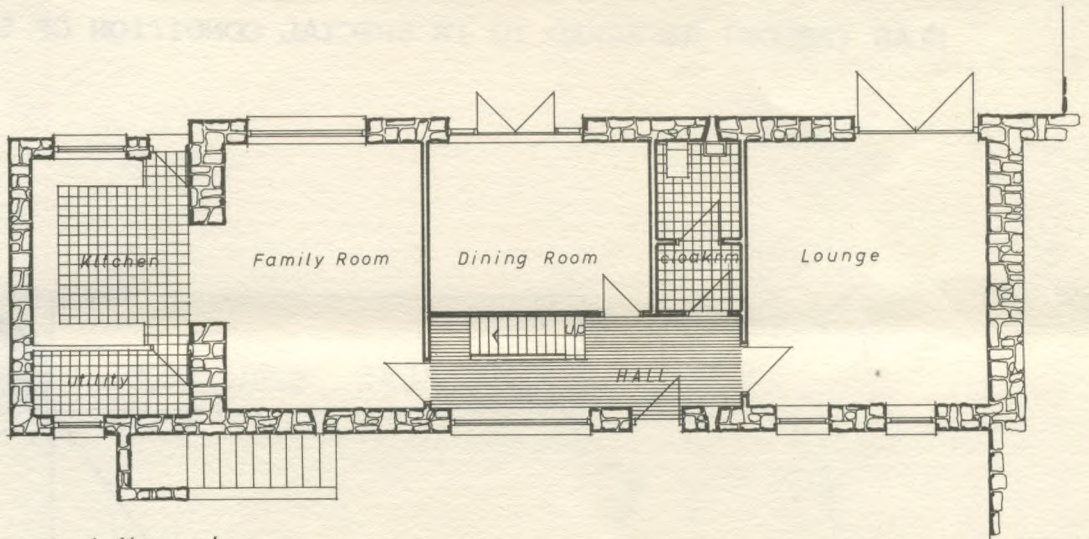 Kitchen
Family Room
Dining Room
cloakrm
Lounge
up
HALL
utility